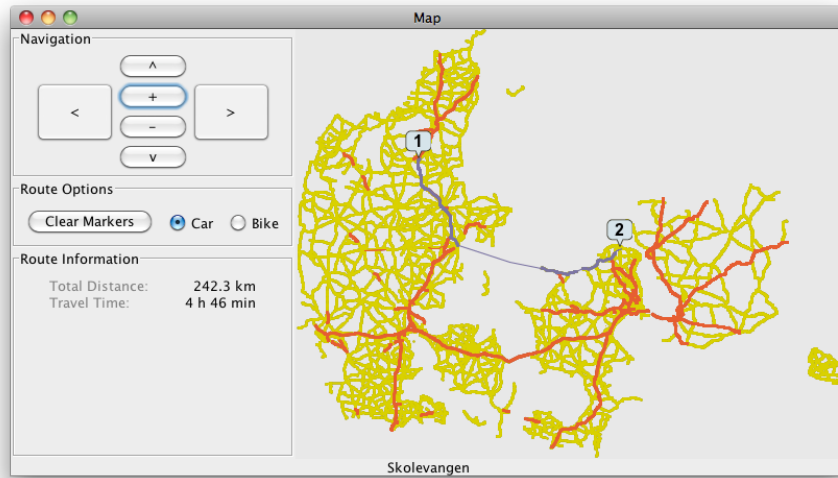 Map
Navigation
^
+
<
>
−
v
Route Options
Clear Markers
Car
Bike
Route Information
Total Distance: 242.3 km
Travel Time: 4 h 46 min
1
2
Skolevangen